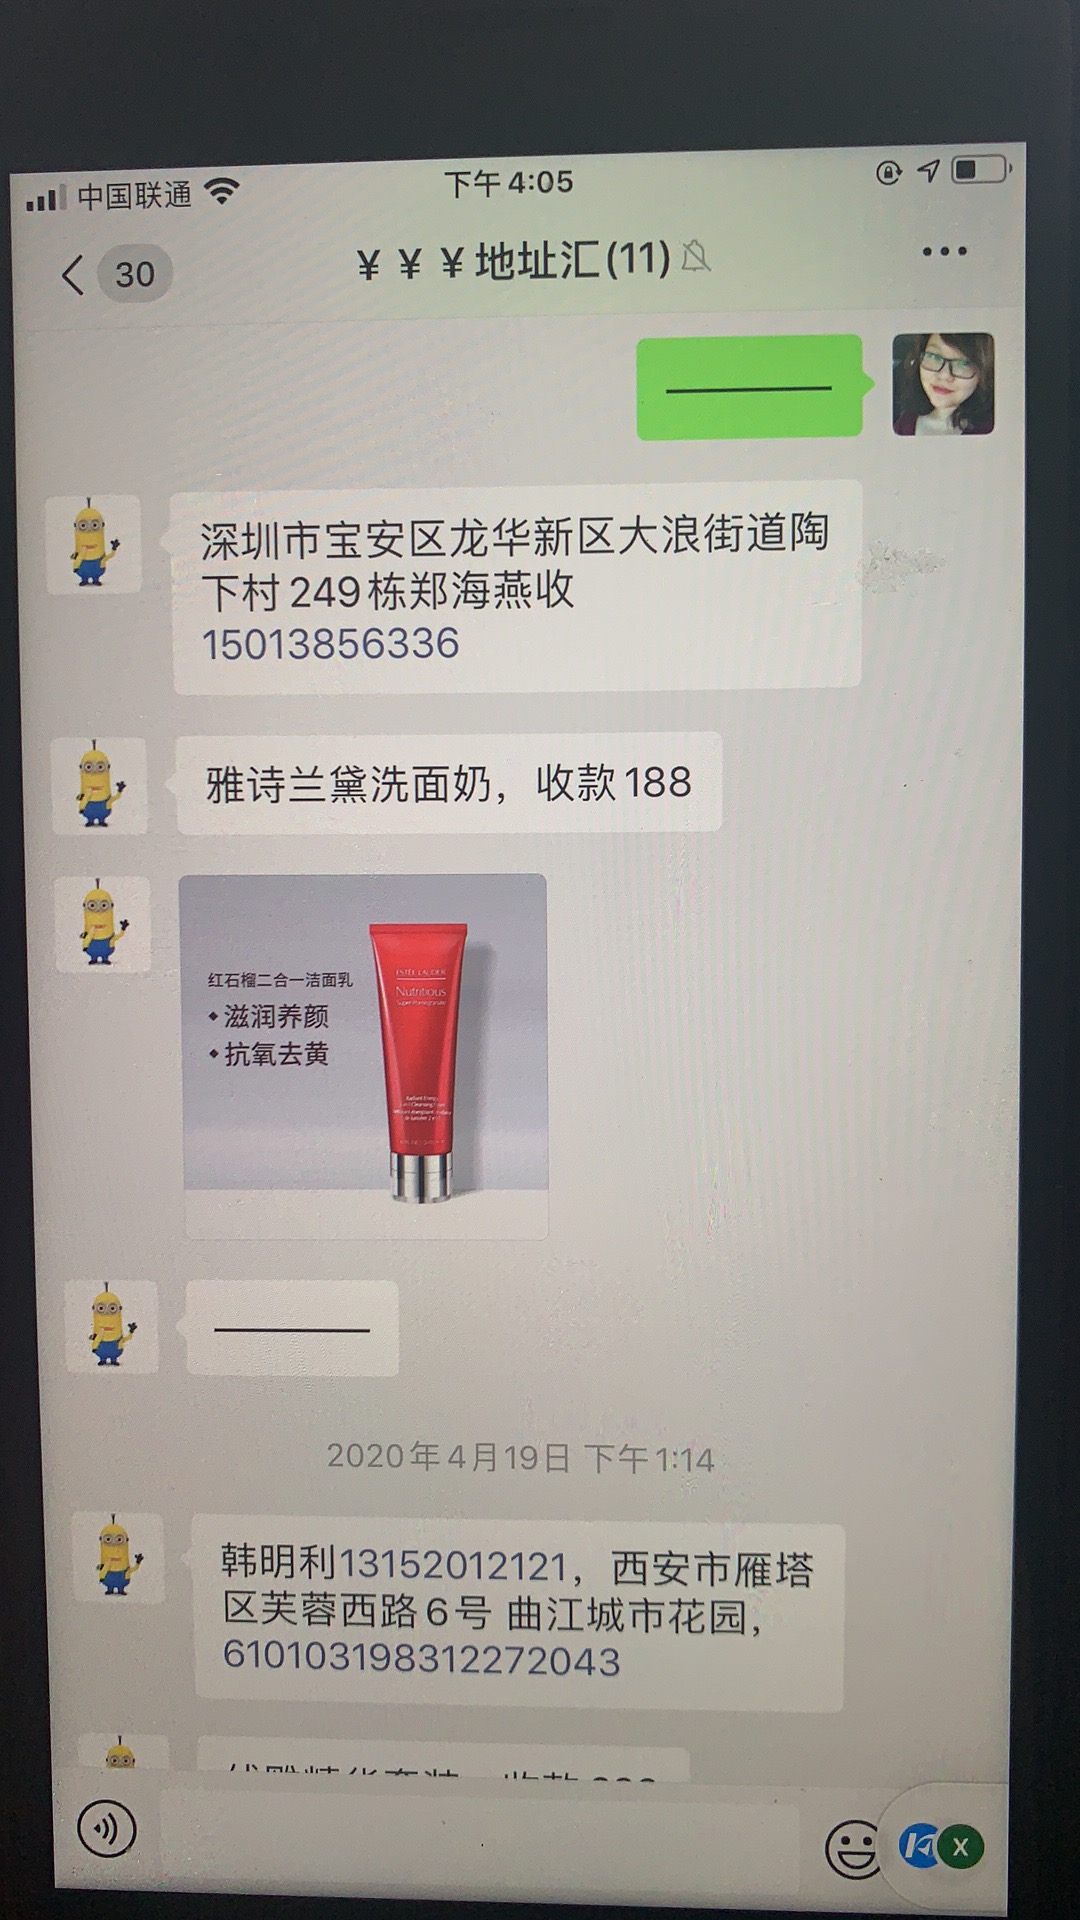 中国联通
下午4:05
30
¥ ¥ ¥地址汇(11)
深圳市宝安区龙华新区大浪街道陶
下村249栋郑海燕收
15013856336
雅诗兰黛洗面奶，收款188
红石榴二合一洁面乳
• 滋润养颜
• 抗氧去黄
ESTÉE LAUDER
Nutritious
Super-Pomegranate
Radiant Energy
2020年4月19日 下午1:14
韩明利13152012121，西安市雁塔
区芙蓉西路6号 曲江城市花园，
610103198312272043
X